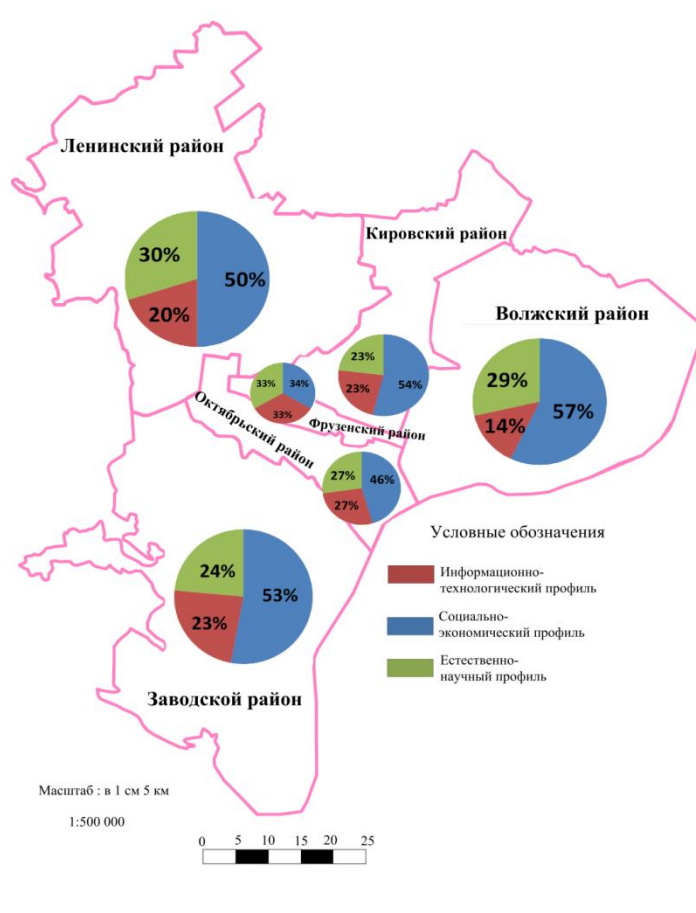 Ленинский район
Кировский район
Волжский район
30%
50%
20%
23%
54%
23%
29%
57%
14%
33%
34%
33%
Октябрьский район
Фрузенский район
27%
46%
27%
Условные обозначения
Информационно-
технологический профиль
Социально-
экономический профиль
Естественно-
научный профиль
24%
53%
23%
Заводской район
Масштаб : в 1 см 5 км
1:500 000
0 5 10 15 20 25